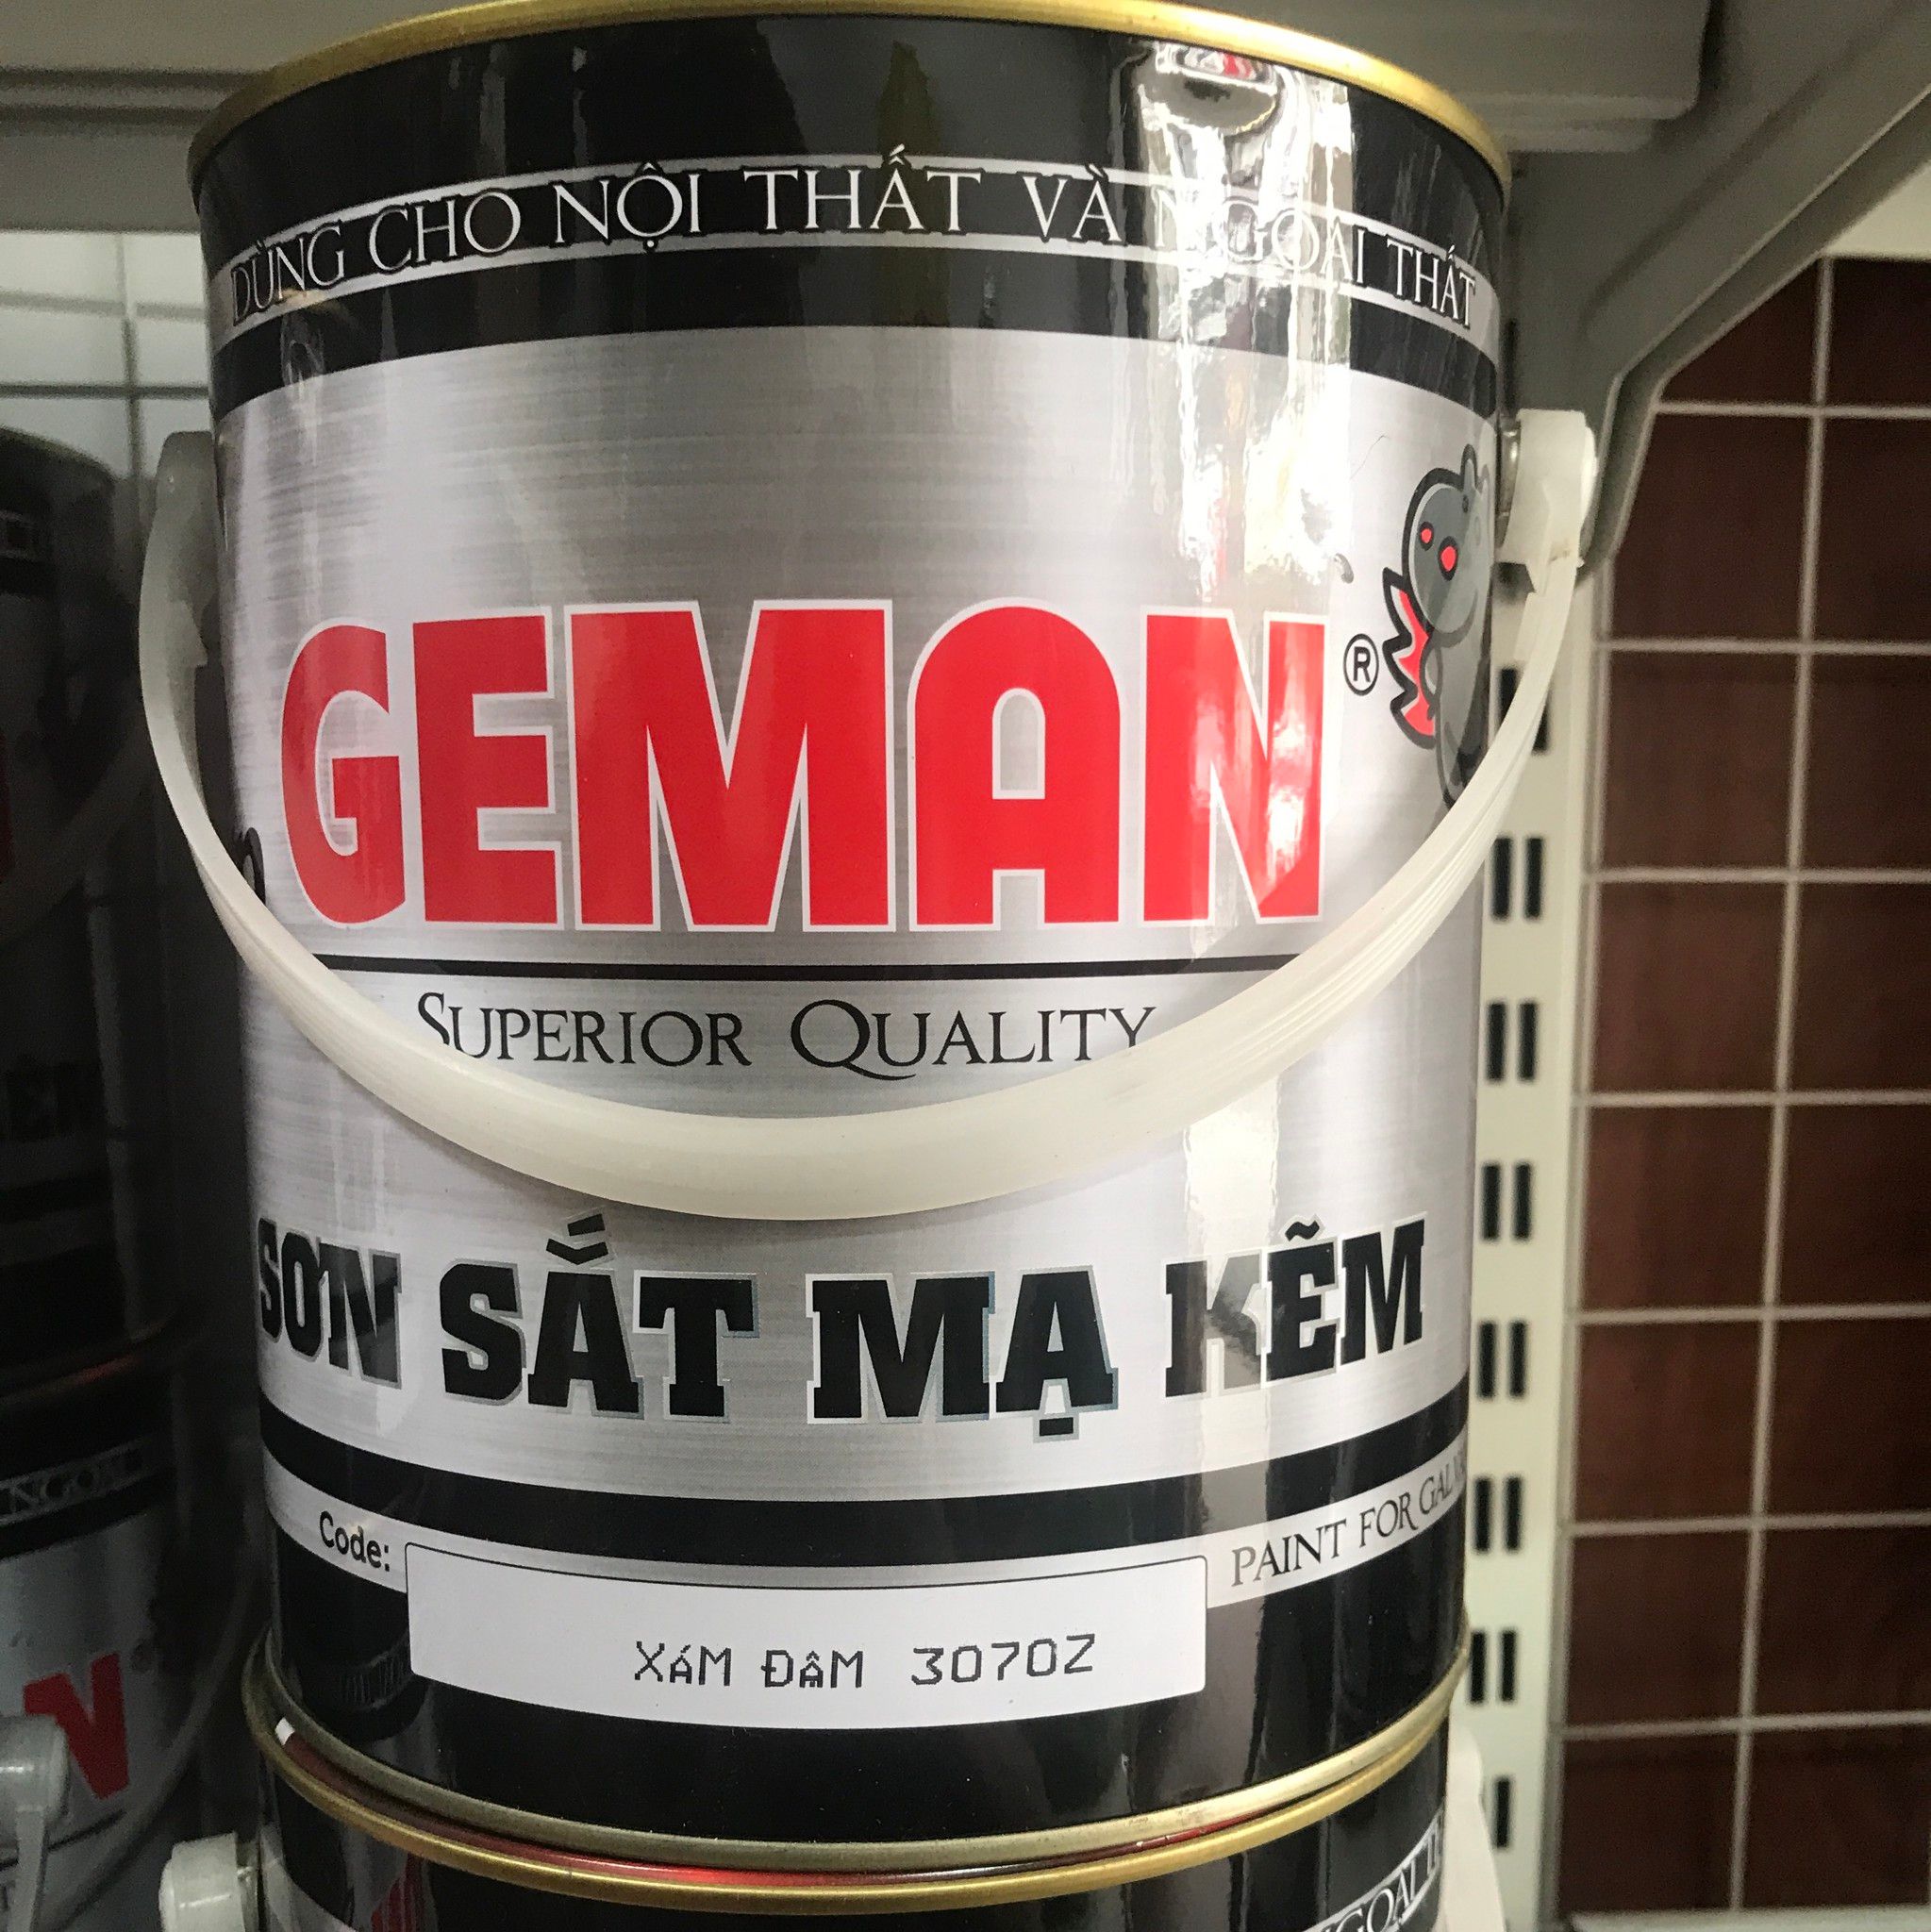 DÙNG CHO NỘI THẤT VÀ NGOẠI THẤT
GEMAN®
SUPERIOR QUALITY
SƠN SẮT MẠ KẼM
PAINT FOR
Code:
XÁM ĐẬM 3070Z